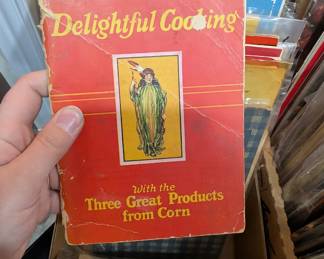 Delightful Cooking
With the
Three Great Products
from Corn